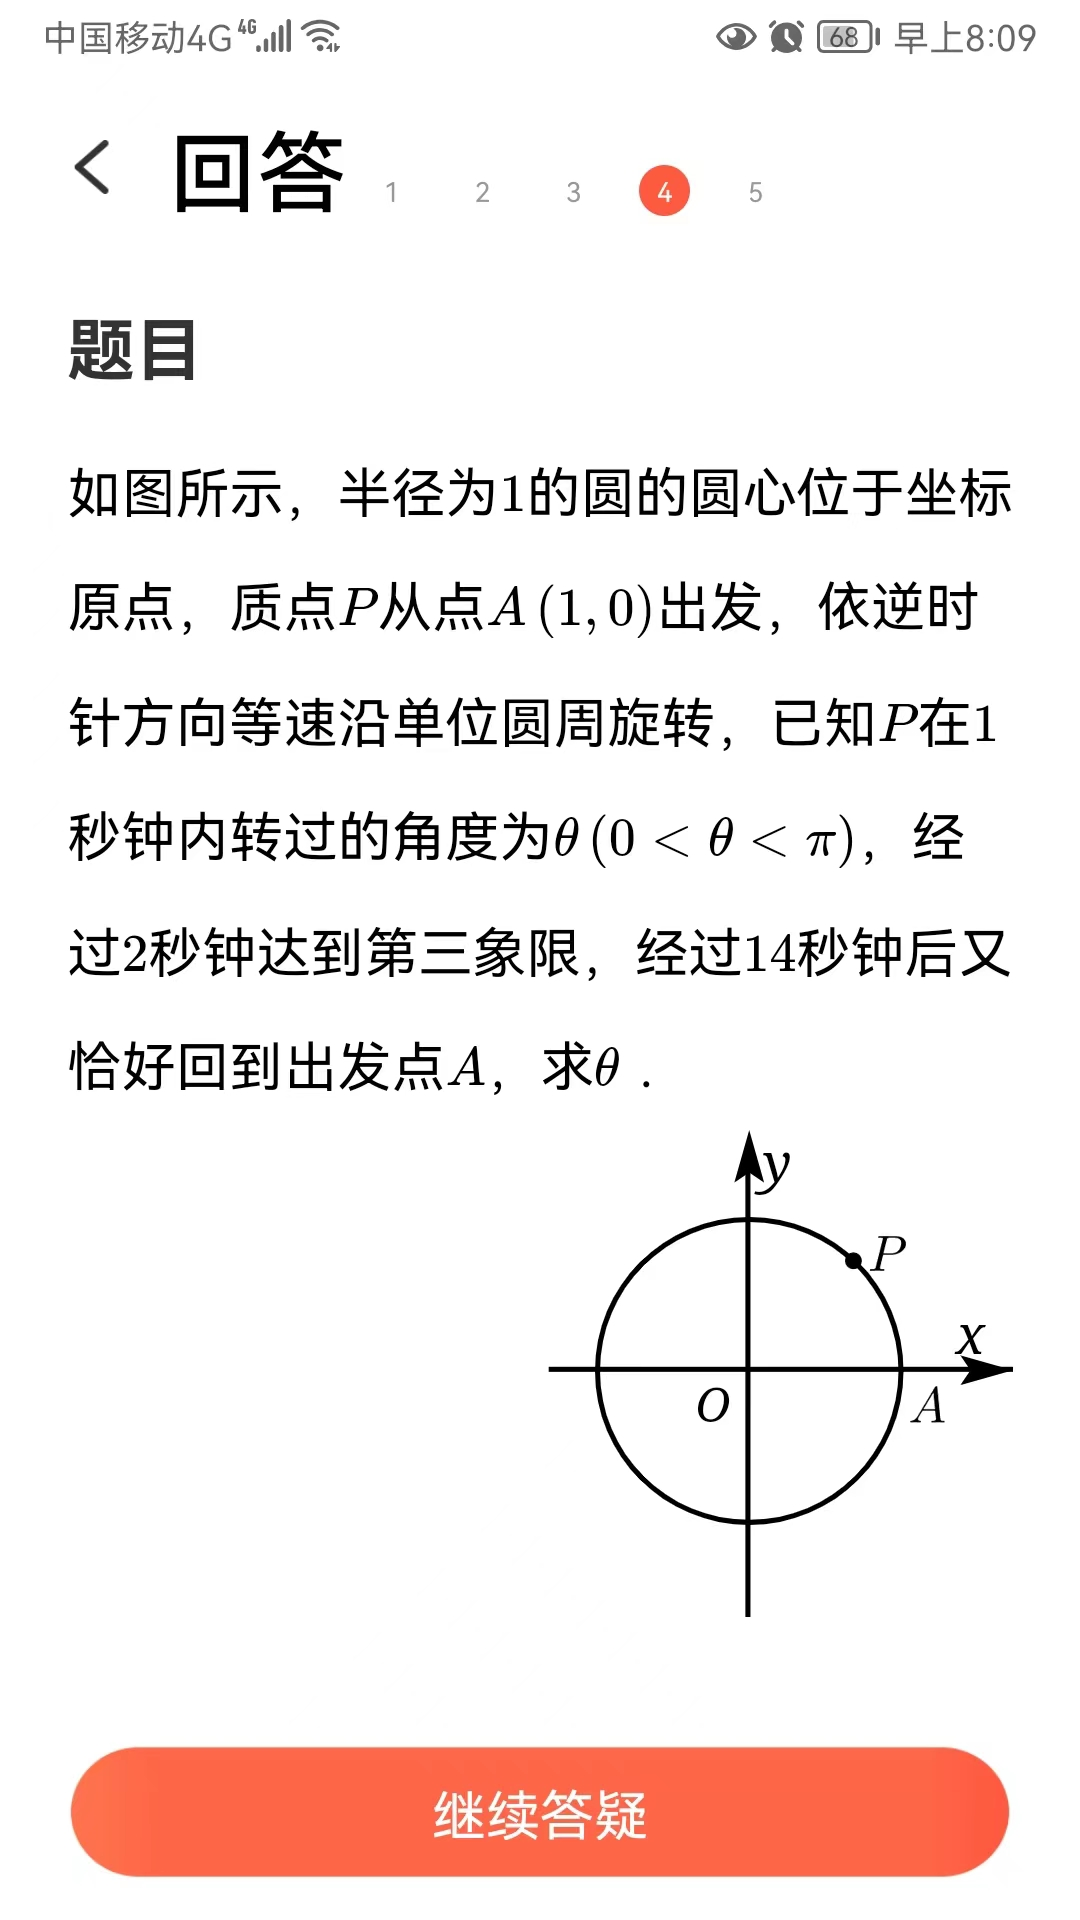 中国移动4G 4G 68 早上8:09
回答 1 2 3 4 5
题目
如图所示，半径为1的圆的圆心位于坐标
原点，质点P从点A(1,0)出发，依逆时
针方向等速沿单位圆周旋转，已知P在1
秒钟内转过的角度为θ(0<θ<π)，经
过2秒钟达到第三象限，经过14秒钟后又
恰好回到出发点A，求θ．
y
P
x
O
A
继续答疑